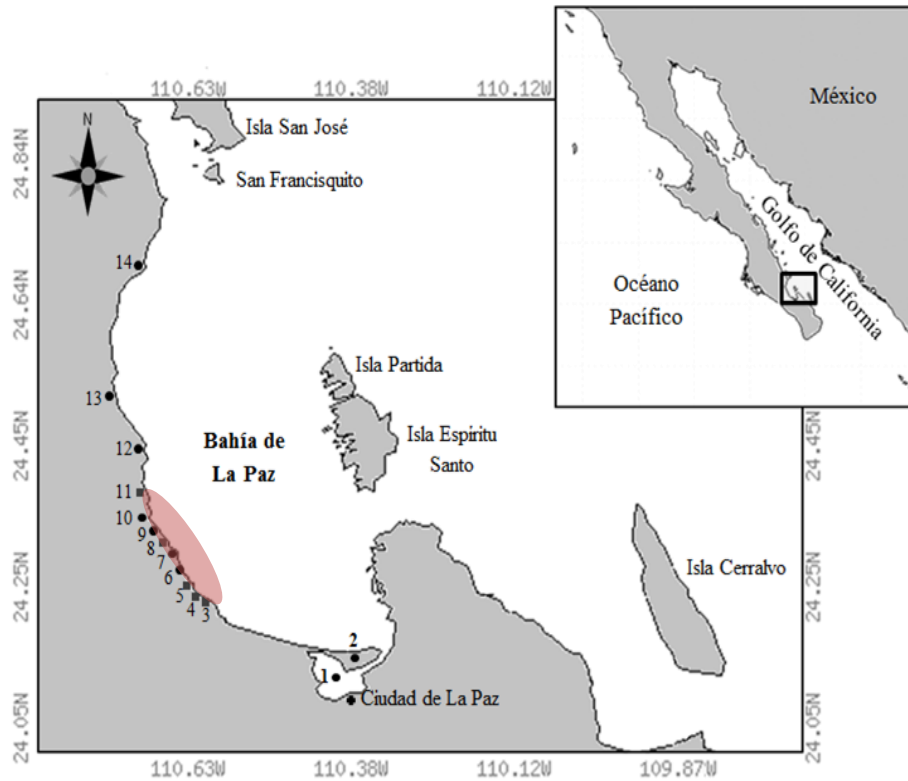 México
Golfo de California
Océano
Pacífico
110.63W 110.38W 110.12W
Isla San José
San Francisquito
N
24.84N
24.64N
24.45N
24.25N
24.05N
14
13
12
11
10
9
8
7
6
5
4
3
Isla Partida
Isla Espiritu
Santo
Bahía de
La Paz
Isla Cerralvo
2
1
Ciudad de La Paz
24.45N
24.25N
24.05N
110.63W 110.38W 110.12W 109.87W